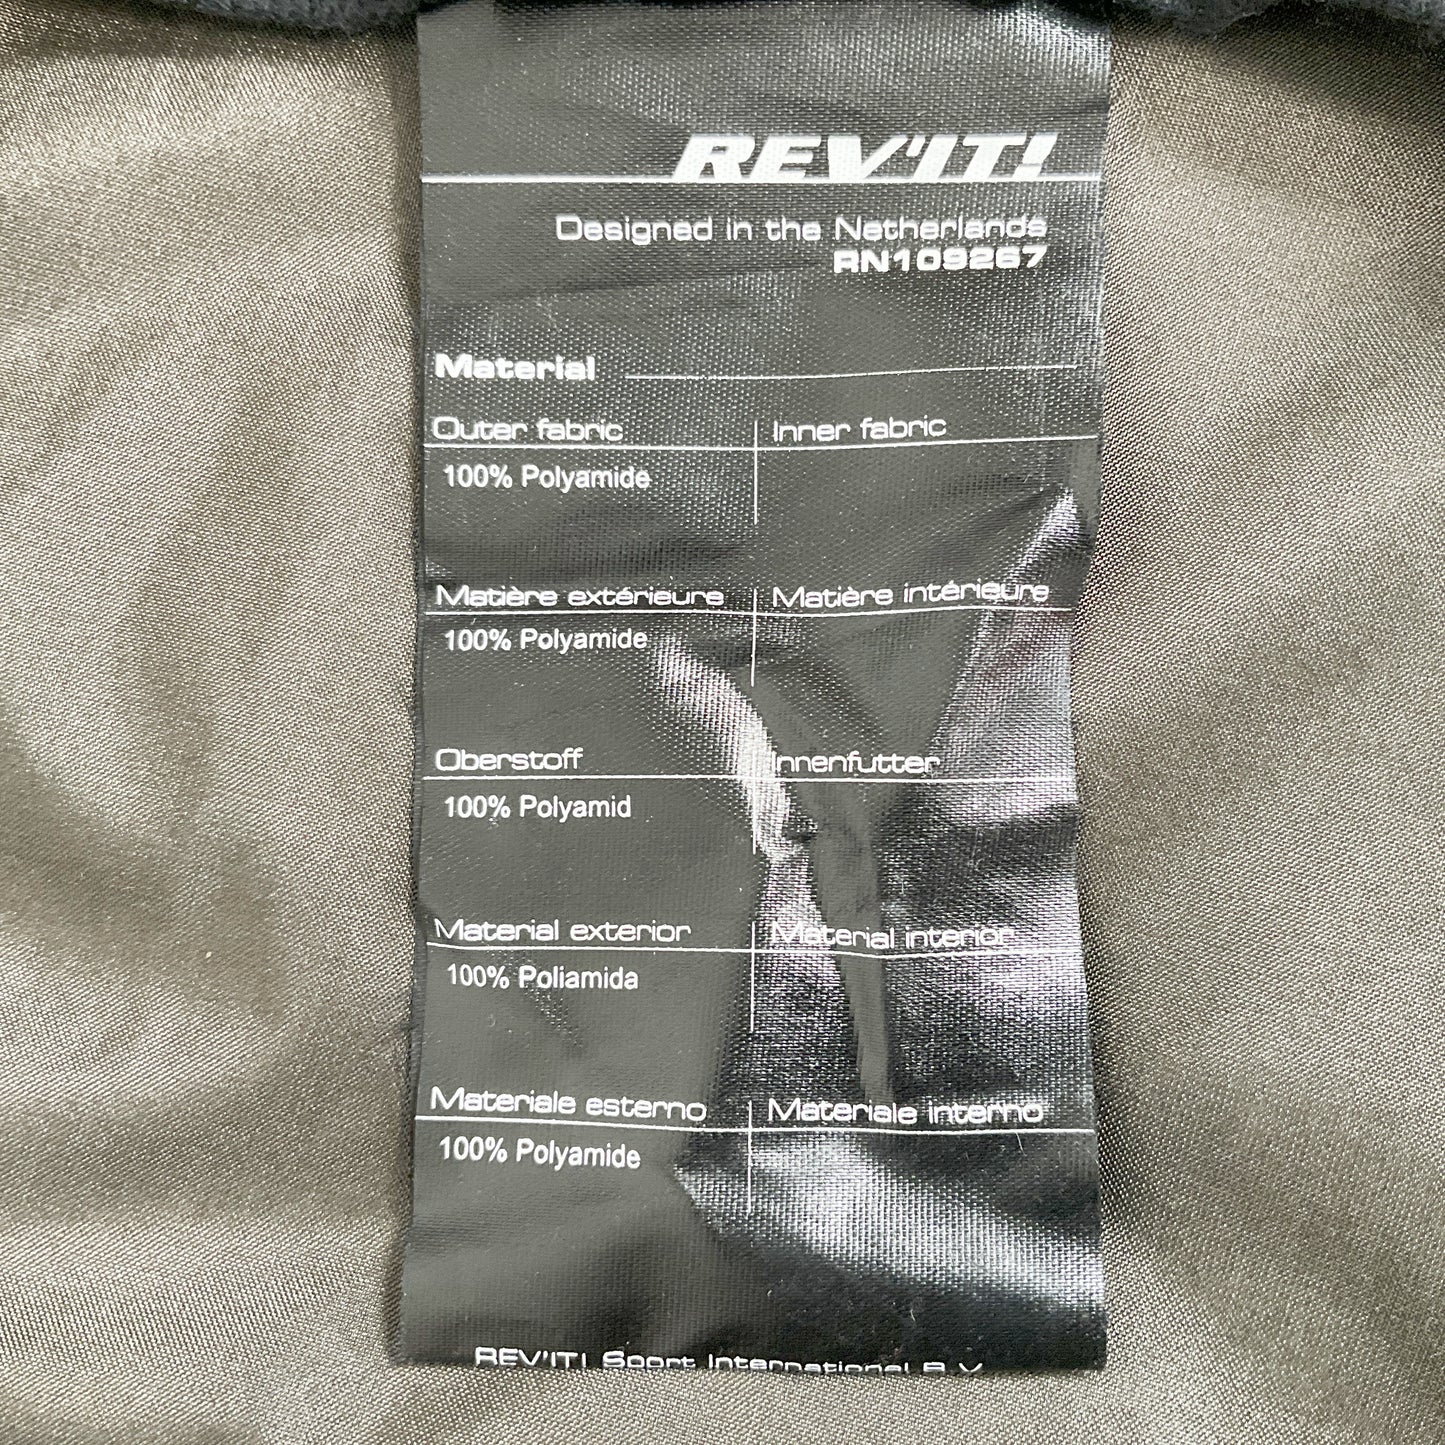 REV'IT!
Designed in the Netherlands
RN109267
Material
Outer fabric Inner fabric
100% Polyamide
Matière extérieure Matière intérieure
100% Polyamide
Oberstoff Innenfutter
100% Polyamid
Material exterior Material interior
100% Poliamida
Materiale esterno Materiale interno
100% Polyamide
REV'IT! Sport International B.V.